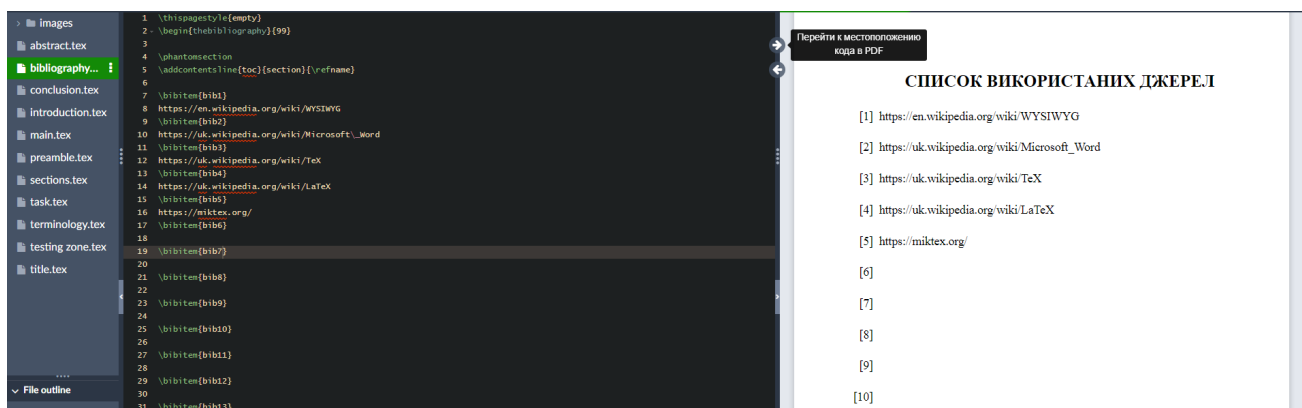 images
abstract.tex
bibliography...
conclusion.tex
introduction.tex
main.tex
preamble.tex
sections.tex
task.tex
terminology.tex
testing zone.tex
title.tex
File outline
1 \thispagestyle{empty}
2 \begin{thebibliography}{99}
3
4 \phantomsection
5 \addcontentsline{toc}{section}{\refname}
6
7 \bibitem{bib1}
8 https://en.wikipedia.org/wiki/WYSIWYG
9 \bibitem{bib2}
10 https://uk.wikipedia.org/wiki/Microsoft\_Word
11 \bibitem{bib3}
12 https://uk.wikipedia.org/wiki/TeX
13 \bibitem{bib4}
14 https://uk.wikipedia.org/wiki/LaTeX
15 \bibitem{bib5}
16 https://miktex.org/
17 \bibitem{bib6}
18
19 \bibitem{bib7}
20
21 \bibitem{bib8}
22
23 \bibitem{bib9}
24
25 \bibitem{bib10}
26
27 \bibitem{bib11}
28
29 \bibitem{bib12}
30
31 \bibitem{bib13}
Перейти к местоположению
кода в PDF
СПИСОК ВИКОРИСТАНИХ ДЖЕРЕЛ
[1] https://en.wikipedia.org/wiki/WYSIWYG
[2] https://uk.wikipedia.org/wiki/Microsoft_Word
[3] https://uk.wikipedia.org/wiki/TeX
[4] https://uk.wikipedia.org/wiki/LaTeX
[5] https://miktex.org/
[6]
[7]
[8]
[9]
[10]